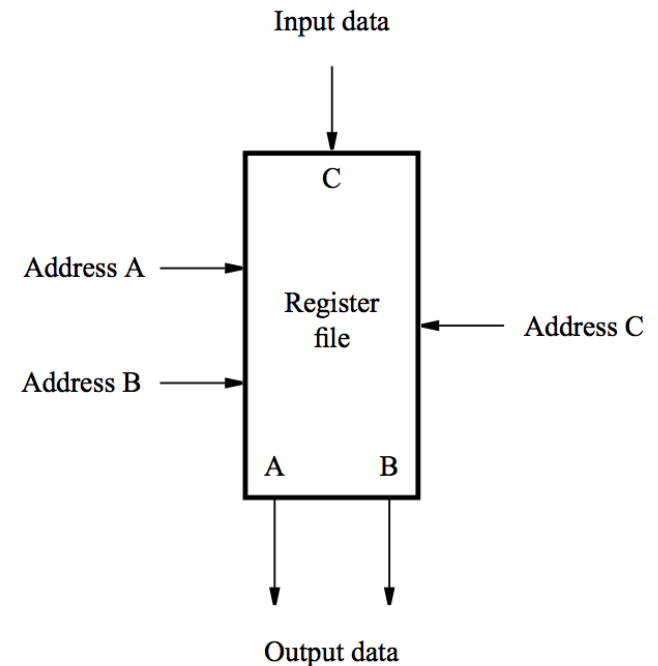 Input data
C
Address A
Register
file
Address C
Address B
A
B
Output data